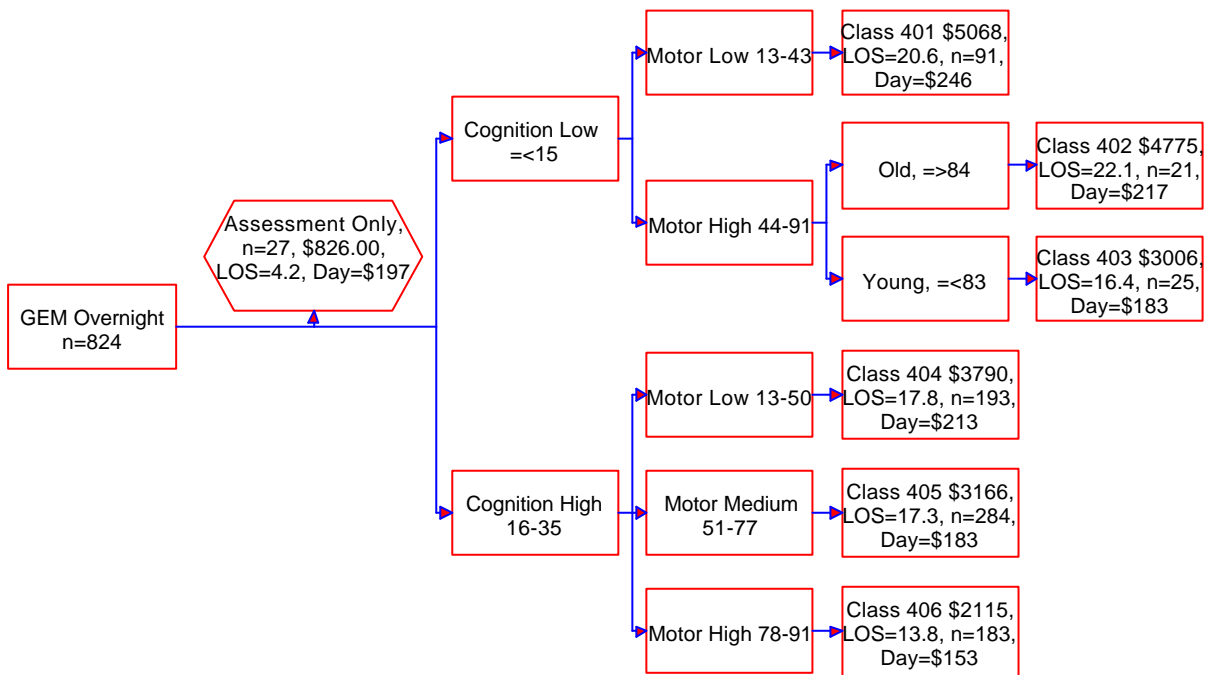 GEM Overnight
n=824
Assessment Only,
n=27, $826.00,
LOS=4.2, Day=$197
Cognition Low
=<15
Motor Low 13-43
Class 401 $5068,
LOS=20.6, n=91,
Day=$246
Motor High 44-91
Old, =>84
Class 402 $4775,
LOS=22.1, n=21,
Day=$217
Young, =<83
Class 403 $3006,
LOS=16.4, n=25,
Day=$183
Cognition High
16-35
Motor Low 13-50
Class 404 $3790,
LOS=17.8, n=193,
Day=$213
Motor Medium
51-77
Class 405 $3166,
LOS=17.3, n=284,
Day=$183
Motor High 78-91
Class 406 $2115,
LOS=13.8, n=183,
Day=$153